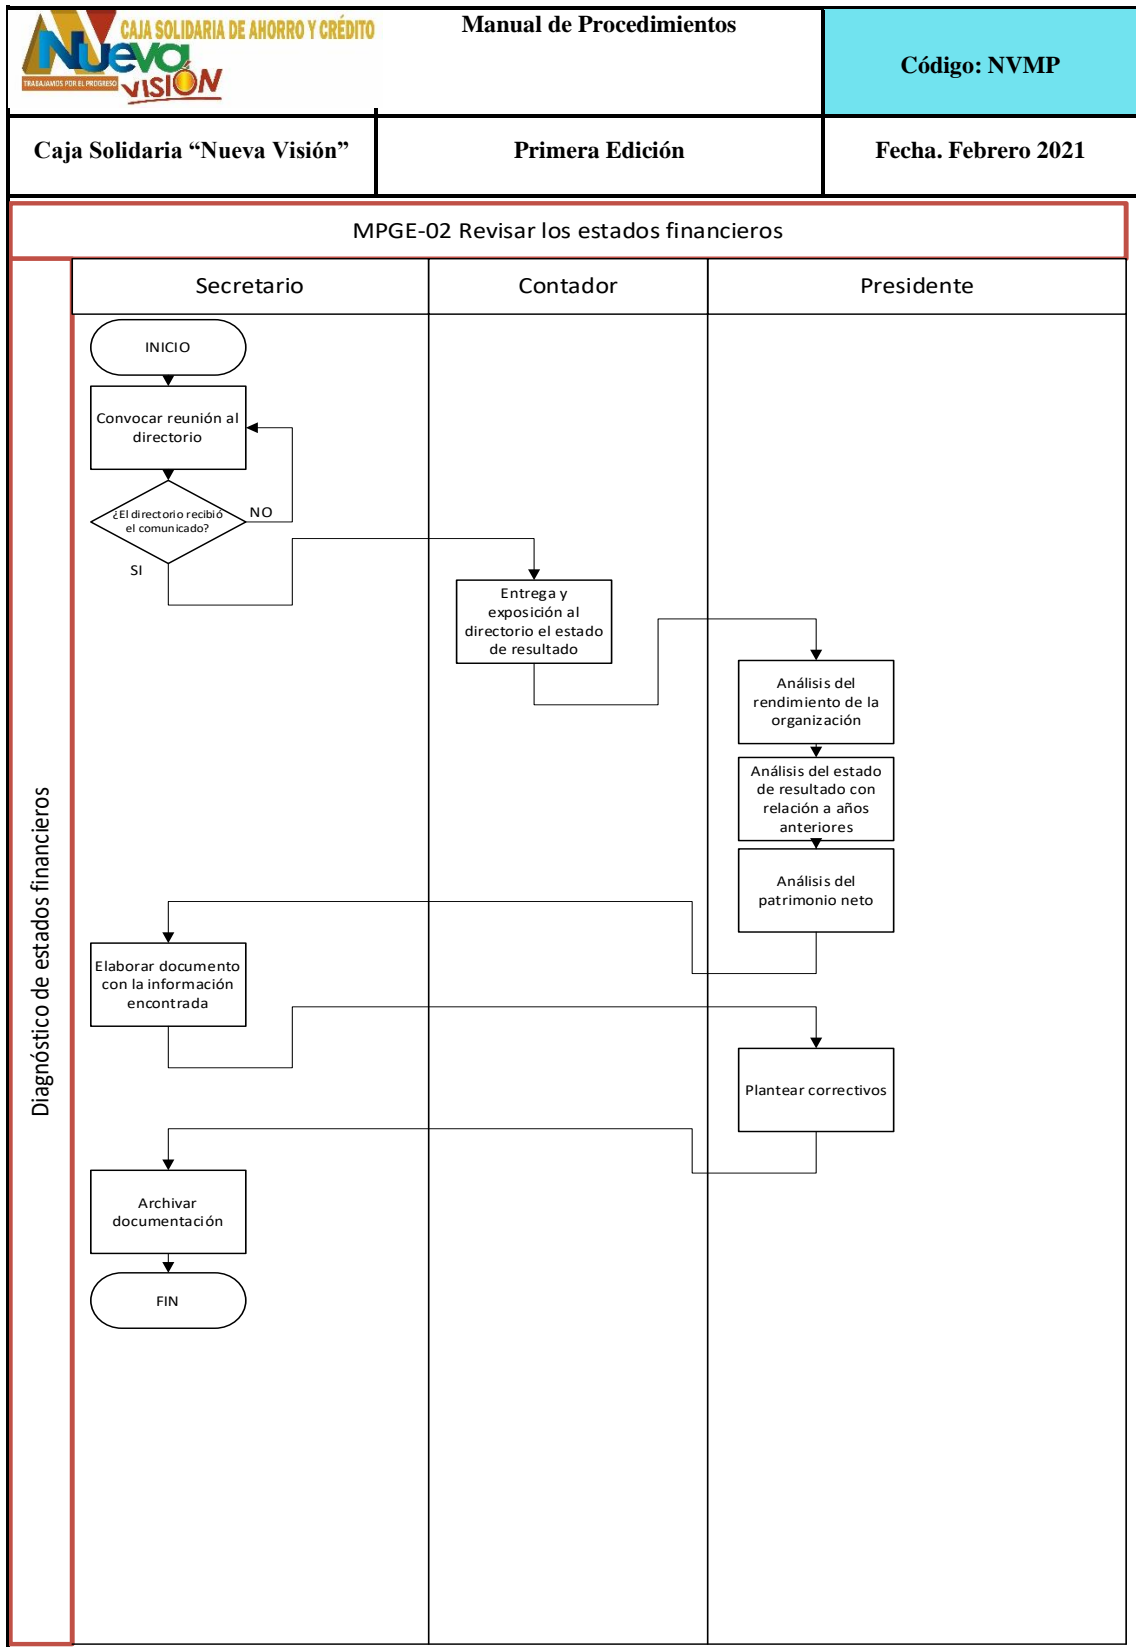 CAJA SOLIDARIA DE AHORRO Y CRÉDITO
Nueva
TRABAJAMOS POR EL PROGRESO
VISIÓN
Manual de Procedimientos
Código: NVMP
Caja Solidaria “Nueva Visión”
Primera Edición
Fecha. Febrero 2021
MPGE-02 Revisar los estados financieros
Diagnóstico de estados financieros
Secretario
Contador
Presidente
INICIO
Convocar reunión al
directorio
¿El directorio recibió
el comunicado?
NO
SI
Entrega y
exposición al
directorio el estado
de resultado
Análisis del
rendimiento de la
organización
Análisis del estado
de resultado con
relación a años
anteriores
Análisis del
patrimonio neto
Elaborar documento
con la información
encontrada
Plantear correctivos
Archivar
documentación
FIN